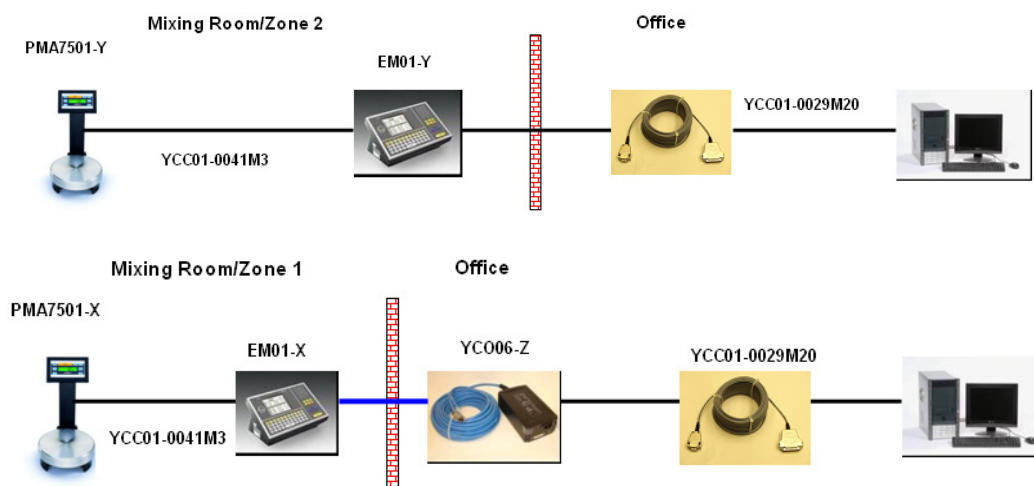 Mixing Room/Zone 2
Office
PMA7501-Y
EM01-Y
YCC01-0029M20
YCC01-0041M3
Mixing Room/Zone 1
Office
PMA7501-X
EM01-X
YCO06-Z
YCC01-0029M20
YCC01-0041M3